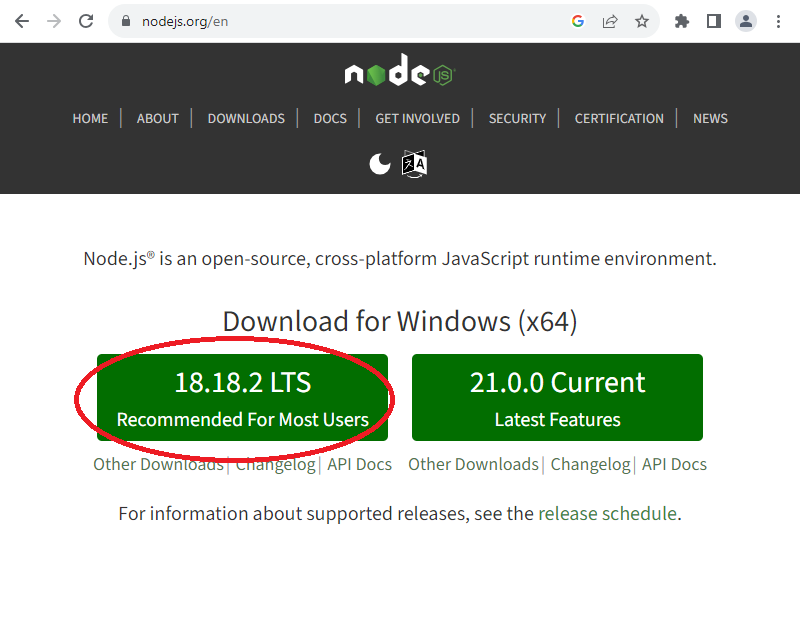 nodejs.org/en
node JS
HOME | ABOUT | DOWNLOADS | DOCS | GET INVOLVED | SECURITY | CERTIFICATION | NEWS
A
Node.js® is an open-source, cross-platform JavaScript runtime environment.
Download for Windows (x64)
18.18.2 LTS
Recommended For Most Users
21.0.0 Current
Latest Features
Other Downloads | Changelog | API Docs
Other Downloads | Changelog | API Docs
For information about supported releases, see the release schedule.